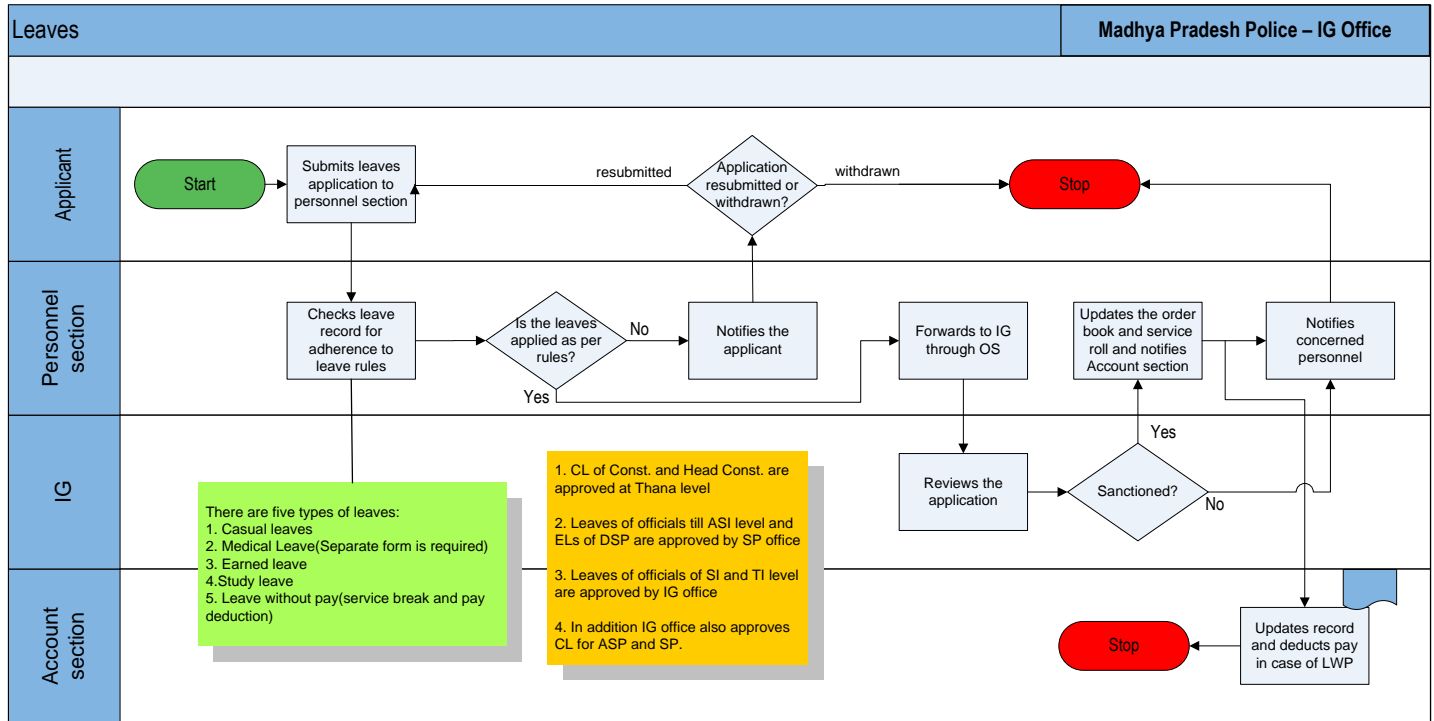 Leaves
Madhya Pradesh Police – IG Office
Applicant
Start
Submits leaves
application to
personnel section
resubmitted
Application
resubmitted or
withdrawn?
withdrawn
Stop
Personnel
section
Checks leave
record for
adherence to
leave rules
Is the leaves
applied as per
rules?
No
Yes
Notifies the
applicant
Forwards to IG
through OS
Updates the order
book and service
roll and notifies
Account section
Notifies
concerned
personnel
IG
Reviews the
application
Sanctioned?
Yes
No
There are five types of leaves:
1. Casual leaves
2. Medical Leave(Separate form is required)
3. Earned leave
4.Study leave
5. Leave without pay(service break and pay
deduction)
1. CL of Const. and Head Const. are
approved at Thana level
2. Leaves of officials till ASI level and
ELs of DSP are approved by SP office
3. Leaves of officials of SI and TI level
are approved by IG office
4. In addition IG office also approves
CL for ASP and SP.
Account
section
Stop
Updates record
and deducts pay
in case of LWP